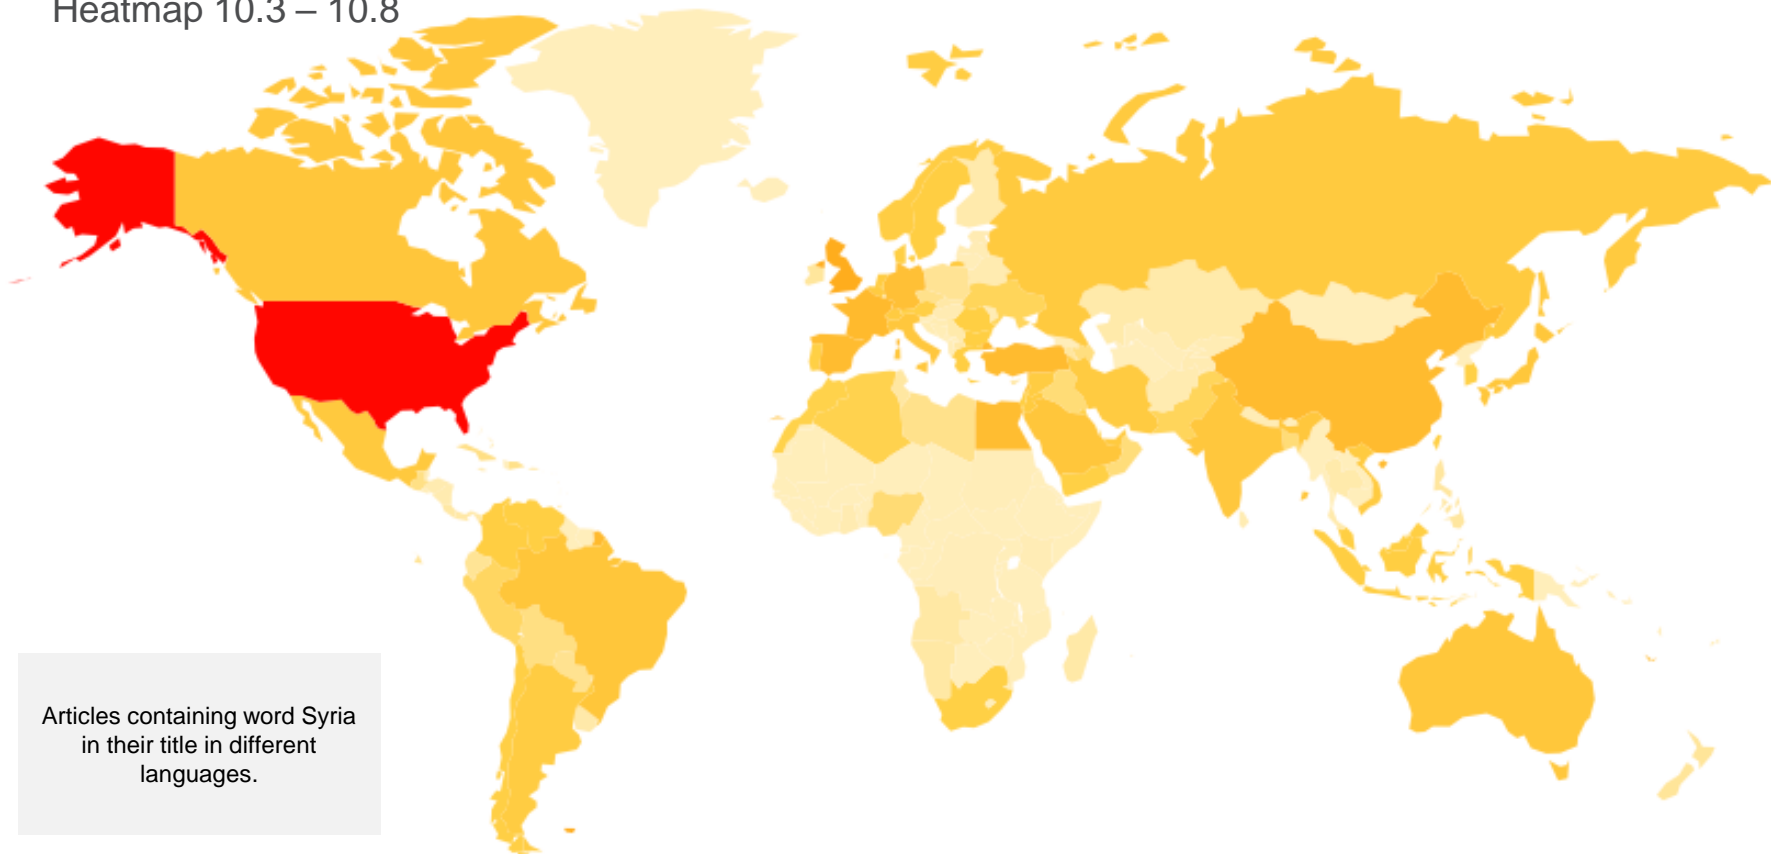 Heatmap 10.3 – 10.8
Articles containing word Syria
in their title in different
languages.